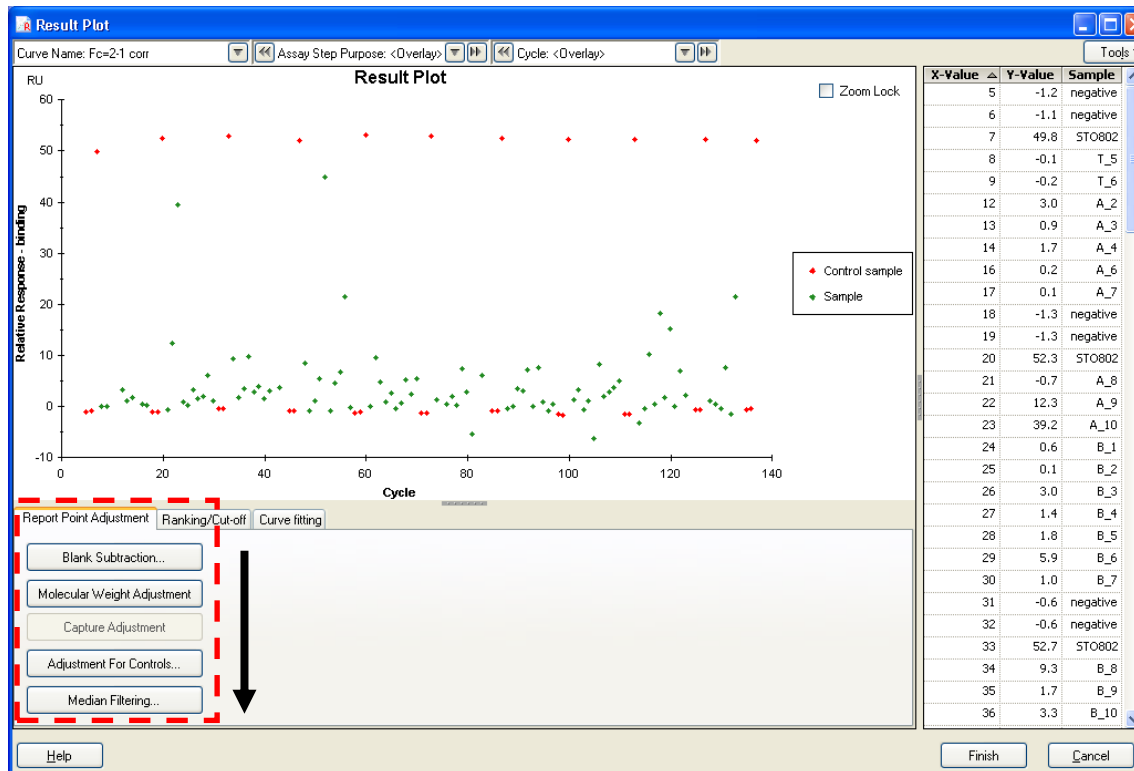 Result Plot
Curve Name: Fc=2-1 corr
Assay Step Purpose: <Overlay>
Cycle: <Overlay>
Tools
Result Plot
RU
Zoom Lock
60
50
40
30
20
10
0
-10
Relative Response - binding
0 20 40 60 80 100 120 140
Cycle
Control sample
Sample
X-Value Y-Value Sample
5 -1.2 negative
6 -1.1 negative
7 49.8 STO802
8 -0.1 T_5
9 -0.2 T_6
12 3.0 A_2
13 0.9 A_3
14 1.7 A_4
16 0.2 A_6
17 0.1 A_7
18 -1.3 negative
19 -1.3 negative
20 52.3 STO802
21 -0.7 A_8
22 12.3 A_9
23 39.2 A_10
24 0.6 B_1
25 0.1 B_2
26 3.0 B_3
27 1.4 B_4
28 1.8 B_5
29 5.9 B_6
30 1.0 B_7
31 -0.6 negative
32 -0.6 negative
33 52.7 STO802
34 9.3 B_8
35 1.7 B_9
36 3.3 B_10
Report Point Adjustment
Ranking/Cut-off
Curve fitting
Blank Subtraction...
Molecular Weight Adjustment
Capture Adjustment
Adjustment For Controls...
Median Filtering...
Help
Finish
Cancel